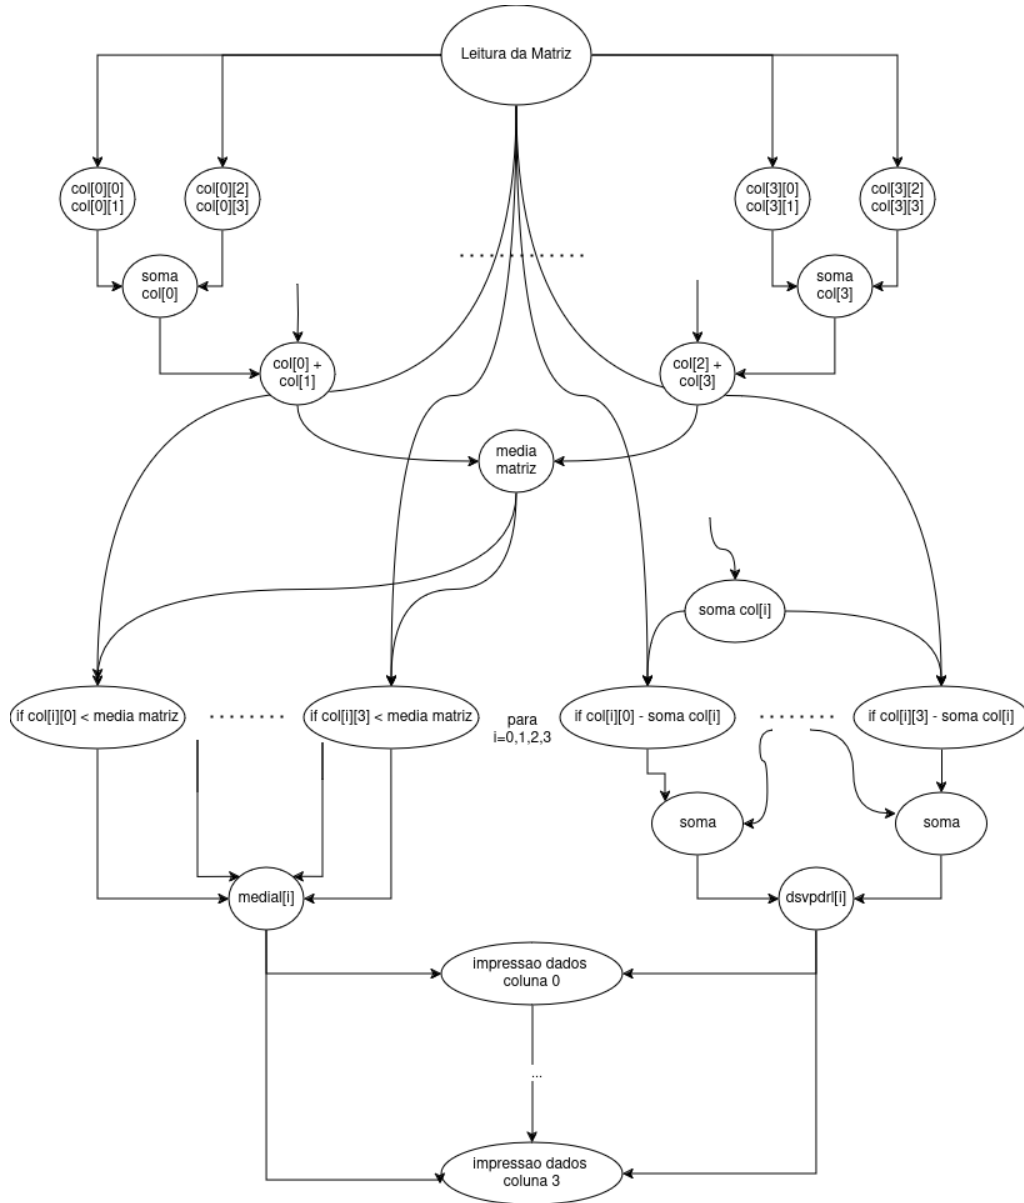 Leitura da Matriz
col[0][0]
col[0][1]
col[0][2]
col[0][3]
col[3][0]
col[3][1]
col[3][2]
col[3][3]
soma
col[0]
soma
col[3]
col[0] +
col[1]
col[2] +
col[3]
media
matriz
soma col[i]
if col[i][0] < media matriz
if col[i][3] < media matriz
para
i=0,1,2,3
if col[i][0] - soma col[i]
if col[i][3] - soma col[i]
soma
soma
medial[i]
dsvpdrl[i]
impressao dados
coluna 0
...
impressao dados
coluna 3